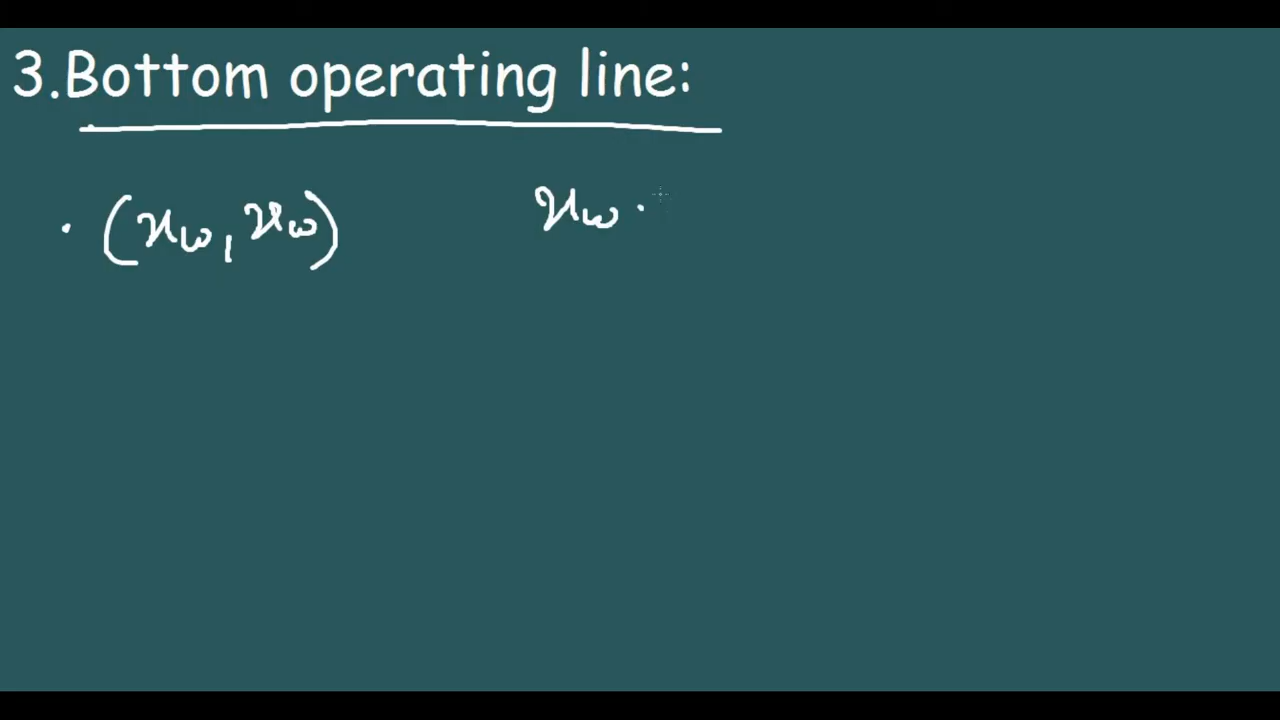 3.Bottom operating line:
. (xw, xw) xw .